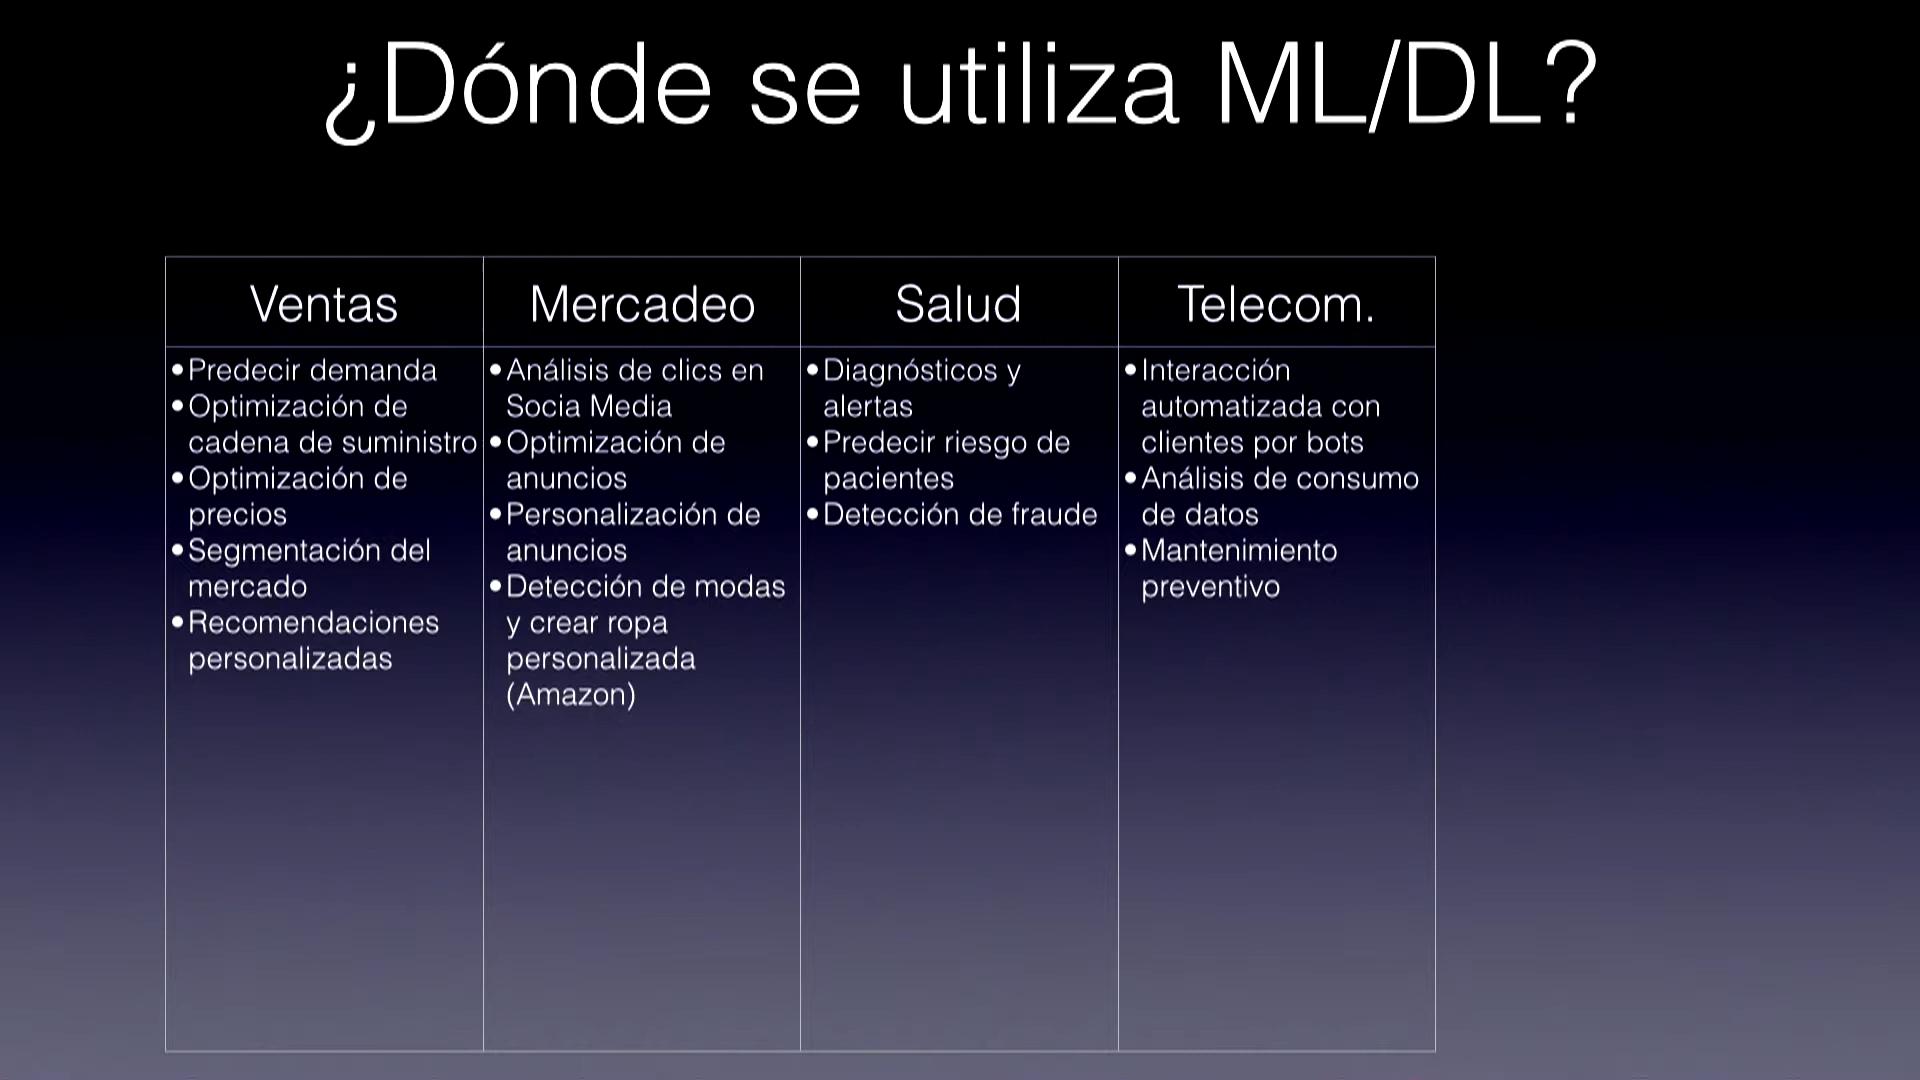 ¿Dónde se utiliza ML/DL?
Ventas
•Predecir demanda
•Optimización de
cadena de suministro
•Optimización de
precios
•Segmentación del
mercado
•Recomendaciones
personalizadas
Mercadeo
•Análisis de clics en
Socia Media
•Optimización de
anuncios
•Personalización de
anuncios
•Detección de modas
y crear ropa
personalizada
(Amazon)
Salud
•Diagnósticos y
alertas
•Predecir riesgo de
pacientes
•Detección de fraude
Telecom.
•Interacción
automatizada con
clientes por bots
•Análisis de consumo
de datos
•Mantenimiento
preventivo